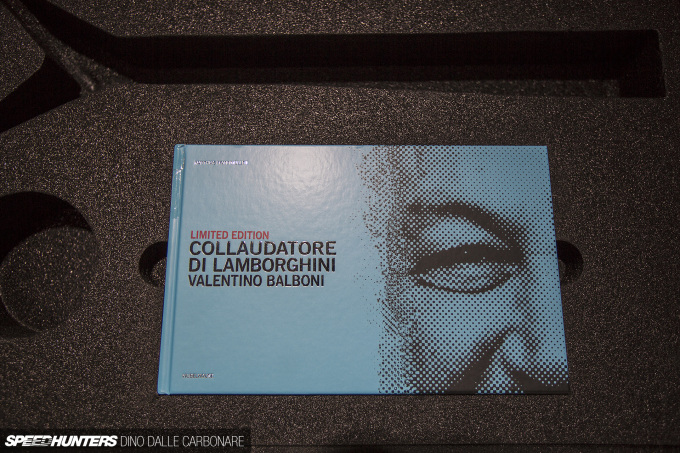 LIMITED EDITION
COLLAUDATORE
DI LAMBORGHINI
VALENTINO BALBONI
SPEEDHUNTERS DINO DALLE CARBONARE